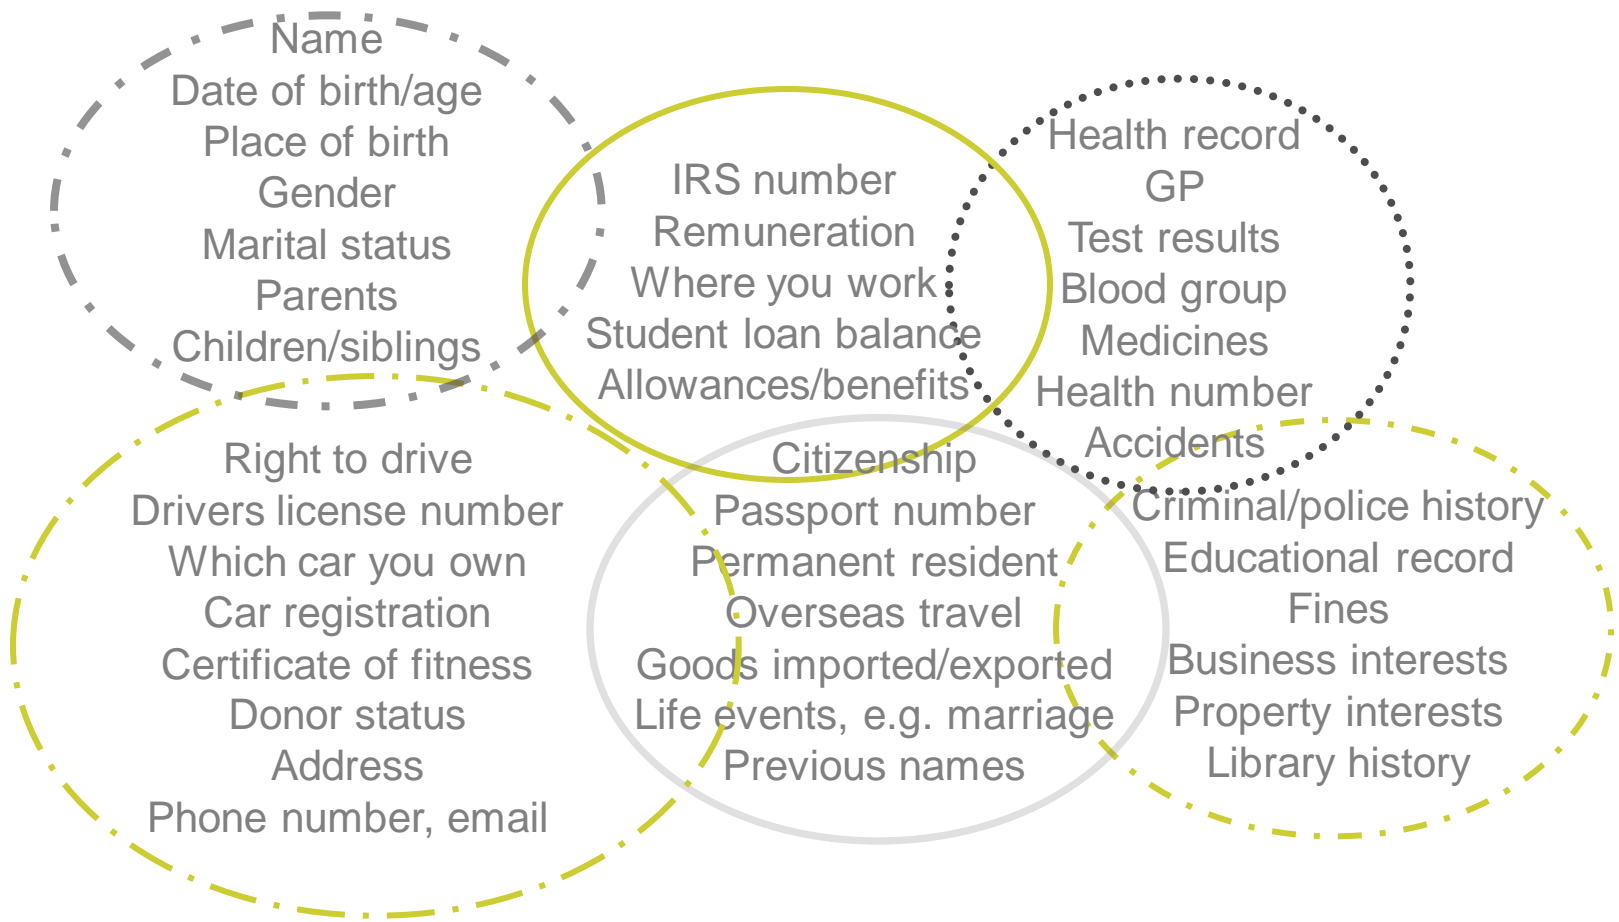 Name
Date of birth/age
Place of birth
Gender
Marital status
Parents
Children/siblings
IRS number
Remuneration
Where you work
Student loan balance
Allowances/benefits
Health record
GP
Test results
Blood group
Medicines
Health number
Accidents
Right to drive
Drivers license number
Which car you own
Car registration
Certificate of fitness
Donor status
Address
Phone number, email
Citizenship
Passport number
Permanent resident
Overseas travel
Goods imported/exported
Life events, e.g. marriage
Previous names
Criminal/police history
Educational record
Fines
Business interests
Property interests
Library history